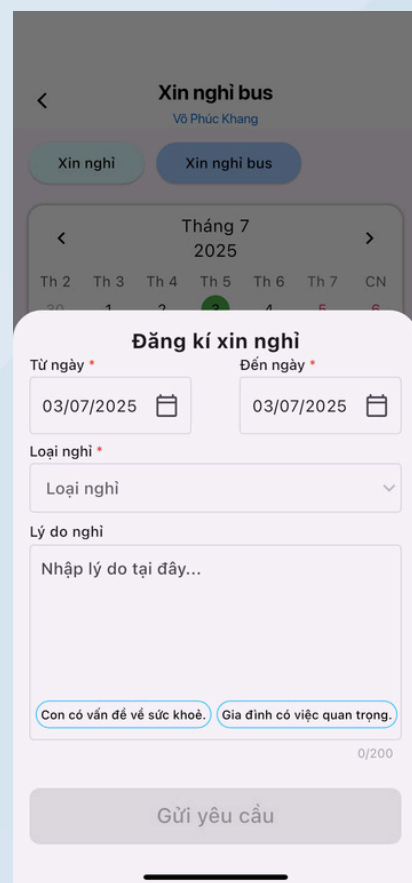 Xin nghỉ bus
Võ Phúc Khang
Xin nghỉ
Xin nghỉ bus
Tháng 7
2025
Th 2 Th 3 Th 4 Th 5 Th 6 Th 7 CN
30 1 2 3 4 5 6
Đăng kí xin nghỉ
Từ ngày * Đến ngày *
03/07/2025 03/07/2025
Loại nghỉ *
Loại nghỉ
Lý do nghỉ
Nhập lý do tại đây...
Con có vấn đề về sức khoẻ. Gia đình có việc quan trọng.
0/200
Gửi yêu cầu